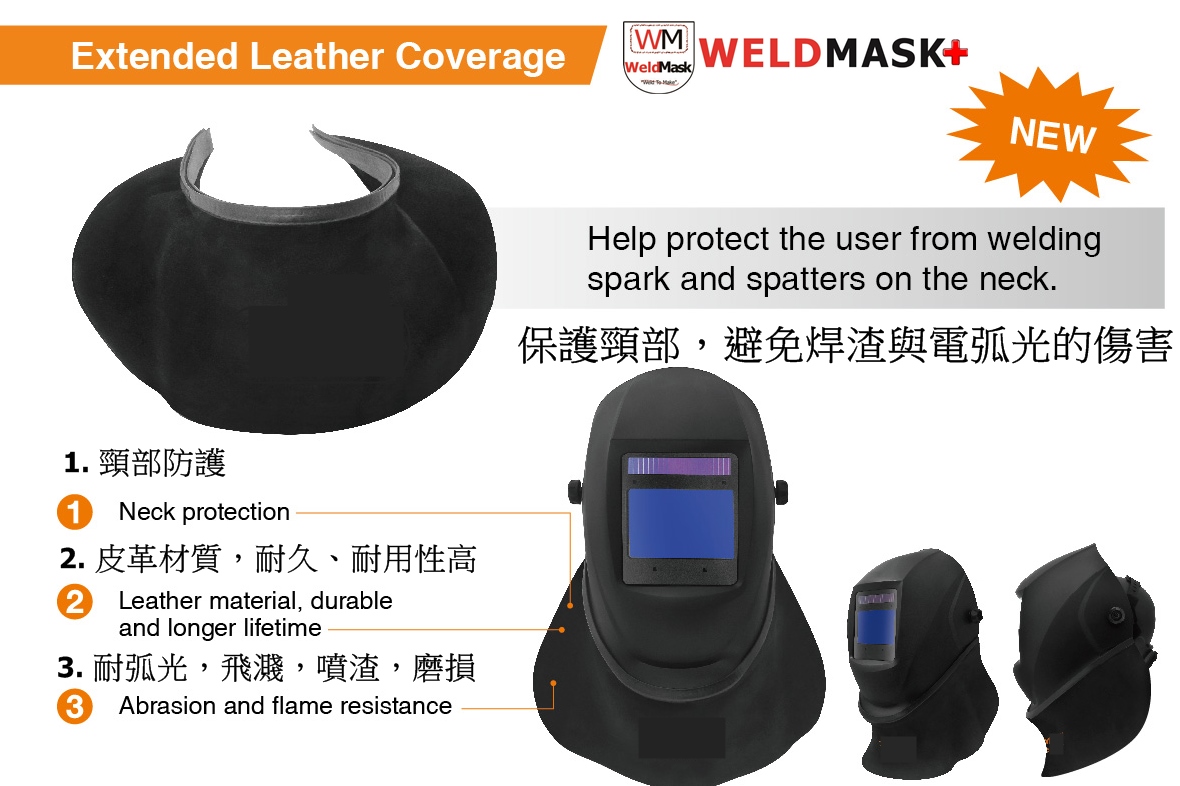 Extended Leather Coverage
WM
WeldMask
"Weld To Make"
WELDMASK+
NEW
Help protect the user from welding
spark and spatters on the neck.
保護頸部，避免焊渣與電弧光的傷害
1. 頸部防護
1 Neck protection
2. 皮革材質，耐久、耐用性高
2 Leather material, durable
and longer lifetime
3. 耐弧光，飛濺，噴渣，磨損
3 Abrasion and flame resistance